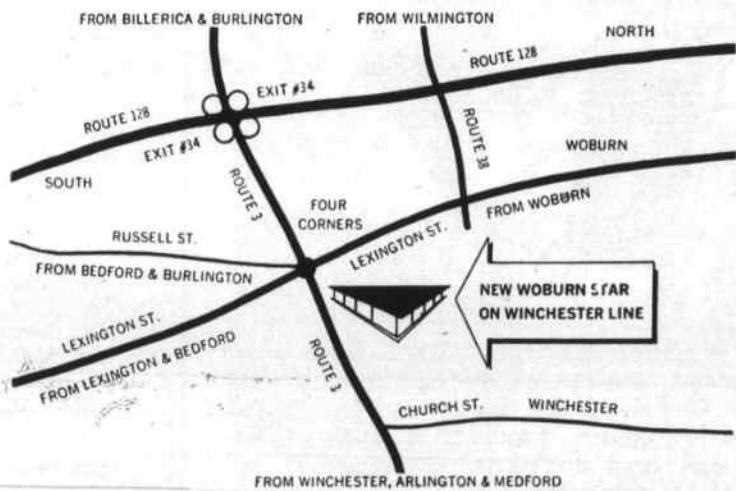 FROM BILLERICA & BURLINGTON
FROM WILMINGTON
NORTH
ROUTE 128
EXIT #34
ROUTE 128
EXIT #34
SOUTH
ROUTE 3
ROUTE 38
WOBURN
FOUR
CORNERS
FROM WOBURN
LEXINGTON ST.
RUSSELL ST.
FROM BEDFORD & BURLINGTON
NEW WOBURN STAR
ON WINCHESTER LINE
LEXINGTON ST.
FROM LEXINGTON & BEDFORD
ROUTE 3
CHURCH ST. WINCHESTER
FROM WINCHESTER, ARLINGTON & MEDFORD